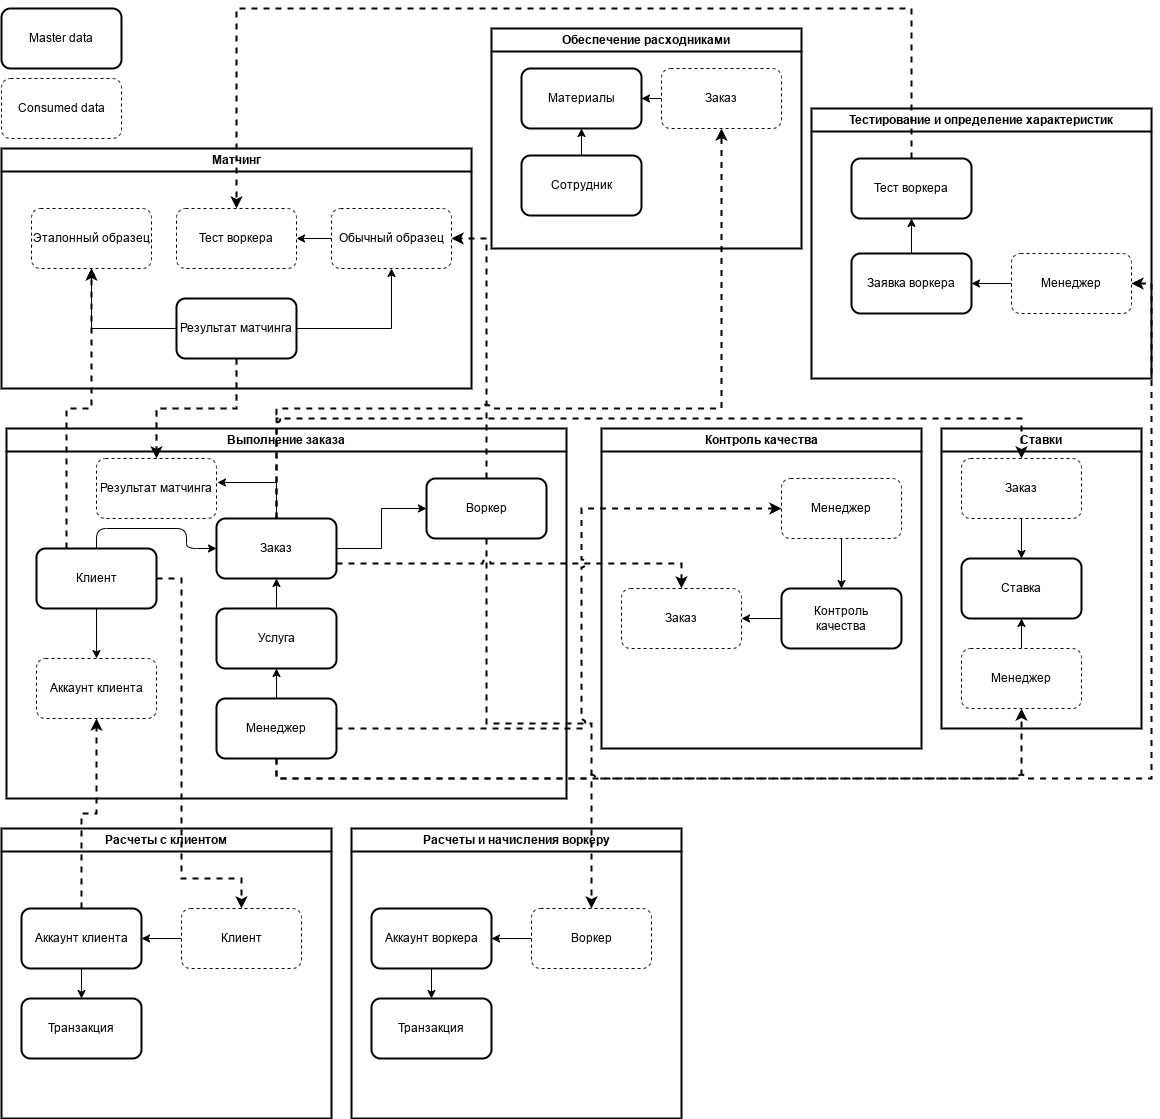 Master data
Consumed data
Обеспечение расходниками
Материалы
Заказ
Сотрудник
Тестирование и определение характеристик
Тест воркера
Заявка воркера
Менеджер
Матчинг
Эталонный образец
Тест воркера
Обычный образец
Результат матчинга
Выполнение заказа
Результат матчинга
Воркер
Заказ
Клиент
Услуга
Аккаунт клиента
Менеджер
Контроль качества
Менеджер
Заказ
Контроль
качества
Ставки
Заказ
Ставка
Менеджер
Расчеты с клиентом
Аккаунт клиента
Клиент
Транзакция
Расчеты и начисления воркеру
Аккаунт воркера
Воркер
Транзакция